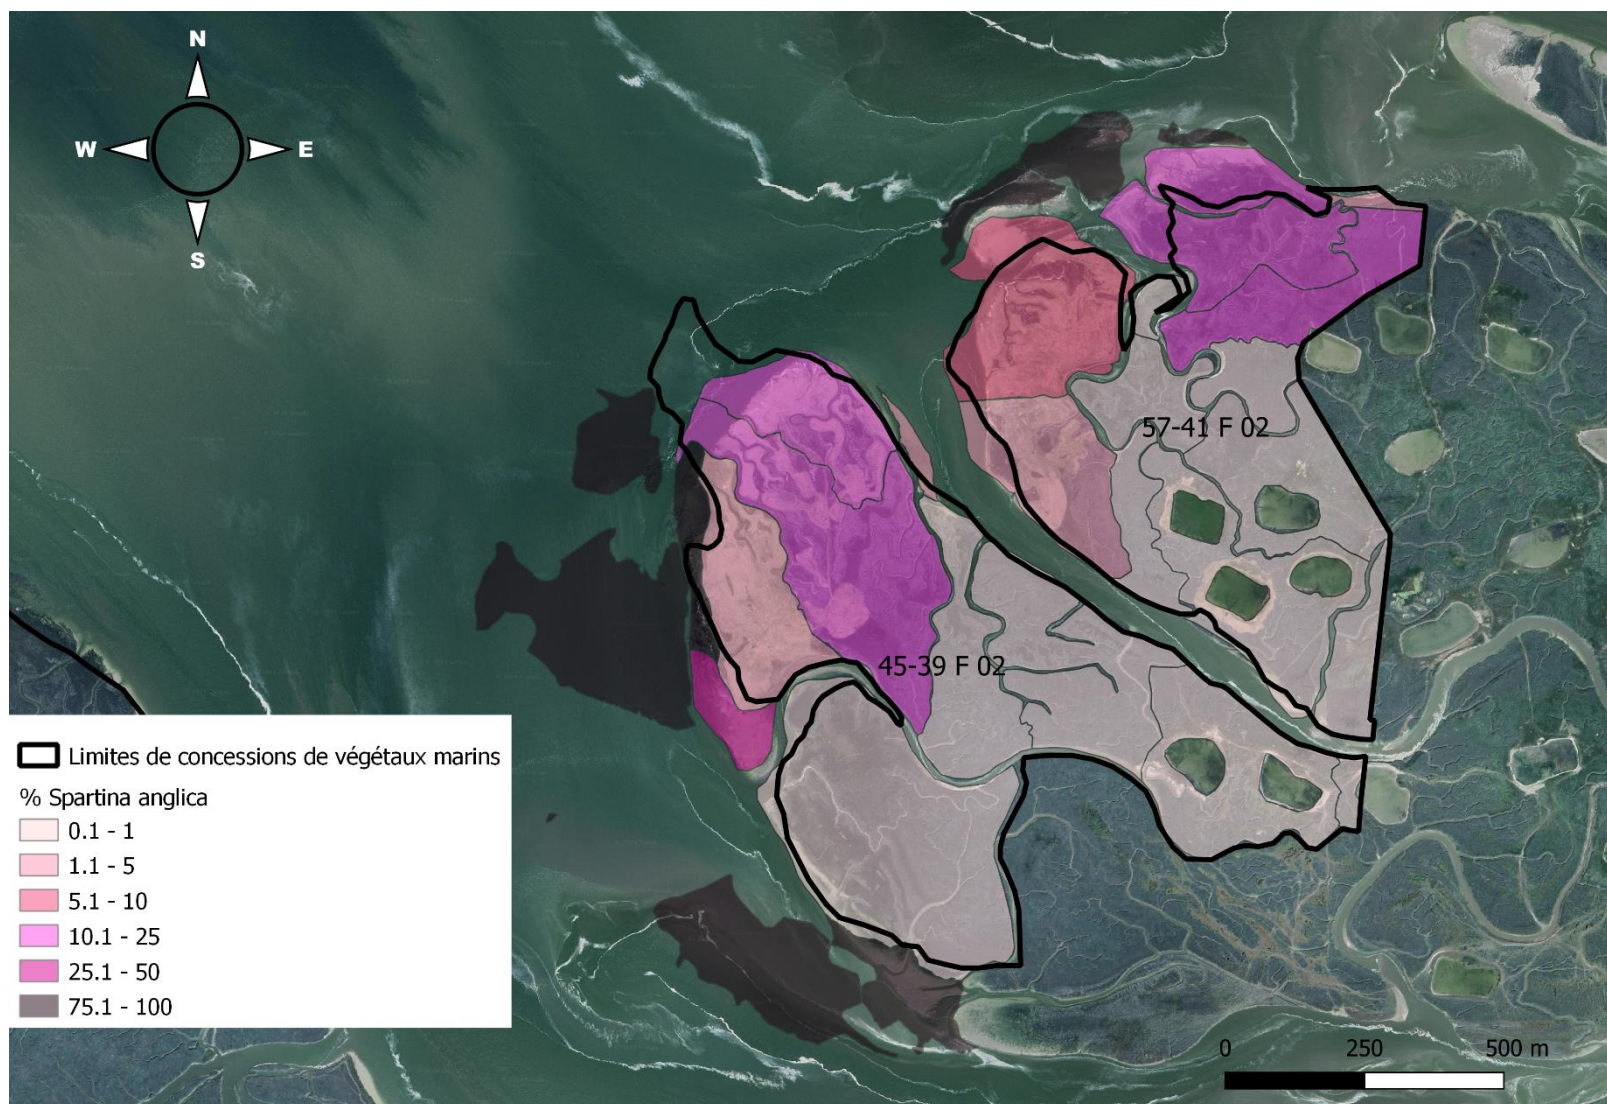 N
W E
S
57-41 F 02
45-39 F 02
Limites de concessions de végétaux marins
% Spartina anglica
0.1 - 1
1.1 - 5
5.1 - 10
10.1 - 25
25.1 - 50
75.1 - 100
0 250 500 m